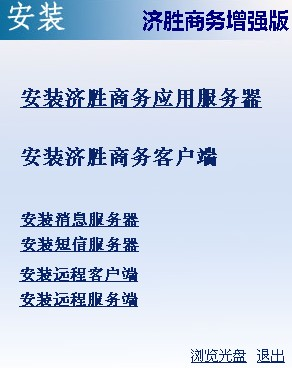 安装 济胜商务增强版
安装济胜商务应用服务器
安装济胜商务客户端
安装消息服务器
安装短信服务器
安装远程客户端
安装远程服务端
浏览光盘 退出